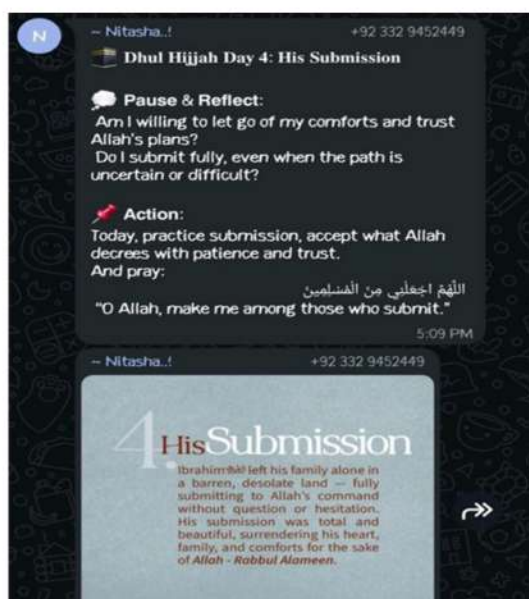 N
~ Nitasha..! +92 332 9452449
🕋 Dhul Hijjah Day 4: His Submission
💭 Pause & Reflect:
Am I willing to let go of my comforts and trust
Allah's plans?
Do I submit fully, even when the path is
uncertain or difficult?
📌 Action:
Today, practice submission, accept what Allah
decrees with patience and trust.
And pray:
اللَّهُمَّ اجْعَلْنِي مِنَ الْمُسْلِمِينَ
"O Allah, make me among those who submit."
5:09 PM
~ Nitasha..! +92 332 9452449
4. His Submission
Ibrahim left his family alone in
a barren, desolate land — fully
submitting to Allah's command
without question or hesitation.
His submission was total and
beautiful, surrendering his heart,
family, and comforts for the sake
of Allah - Rabbul Alameen.